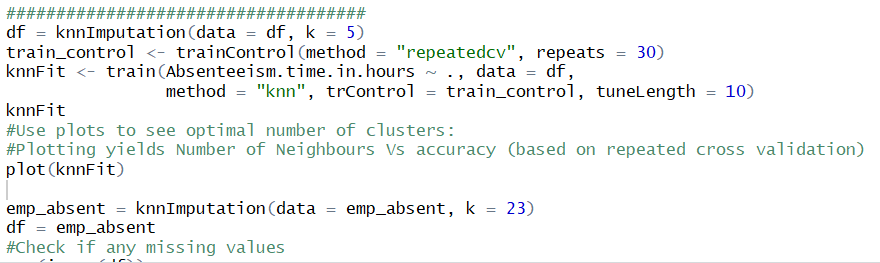 ####################################
df = knnImputation(data = df, k = 5)
train_control <- trainControl(method = "repeatedcv", repeats = 30)
knnFit <- train(Absenteeism.time.in.hours ~ ., data = df,
                method = "knn", trControl = train_control, tuneLength = 10)
knnFit
#Use plots to see optimal number of clusters:
#Plotting yields Number of Neighbours Vs accuracy (based on repeated cross validation)
plot(knnFit)
emp_absent = knnImputation(data = emp_absent, k = 23)
df = emp_absent
#Check if any missing values